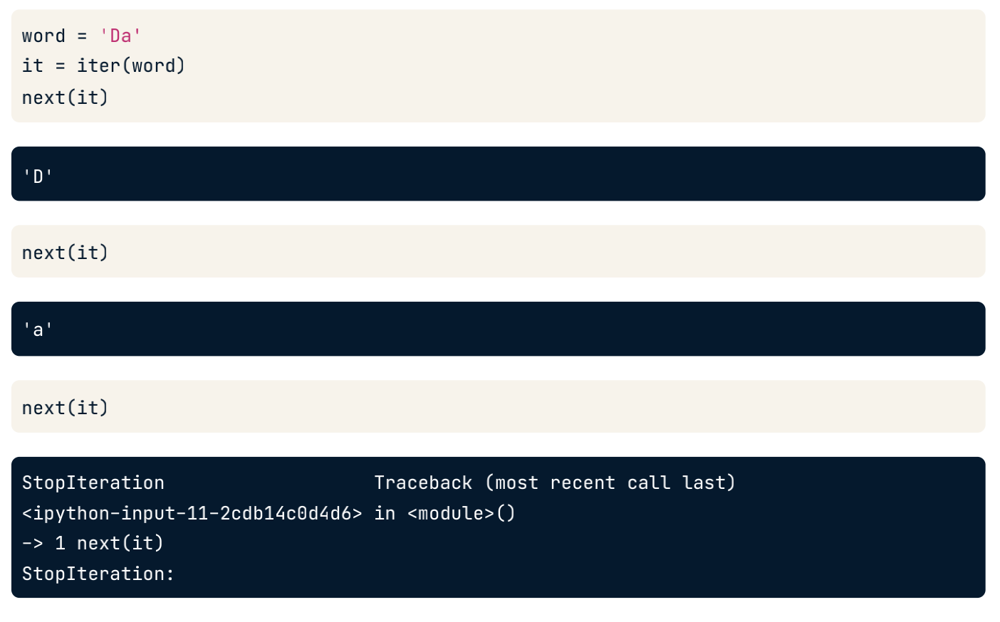 word = 'Da'
it = iter(word)
next(it)
'D'
next(it)
'a'
next(it)
StopIteration                   Traceback (most recent call last)
<ipython-input-11-2cdb14c0d4d6> in <module>()
-> 1 next(it)
StopIteration: